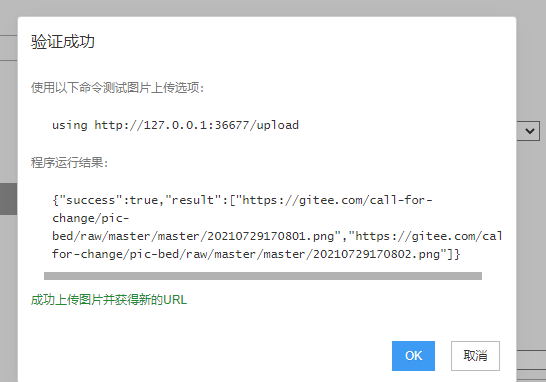 验证成功
使用以下命令测试图片上传选项：
using http://127.0.0.1:36677/upload
程序运行结果：
{"success":true,"result":["https://gitee.com/call-for-
change/pic-
bed/raw/master/master/20210729170801.png","https://gitee.com/cal
for-change/pic-bed/raw/master/master/20210729170802.png"]}
成功上传图片并获得新的URL
OK
取消